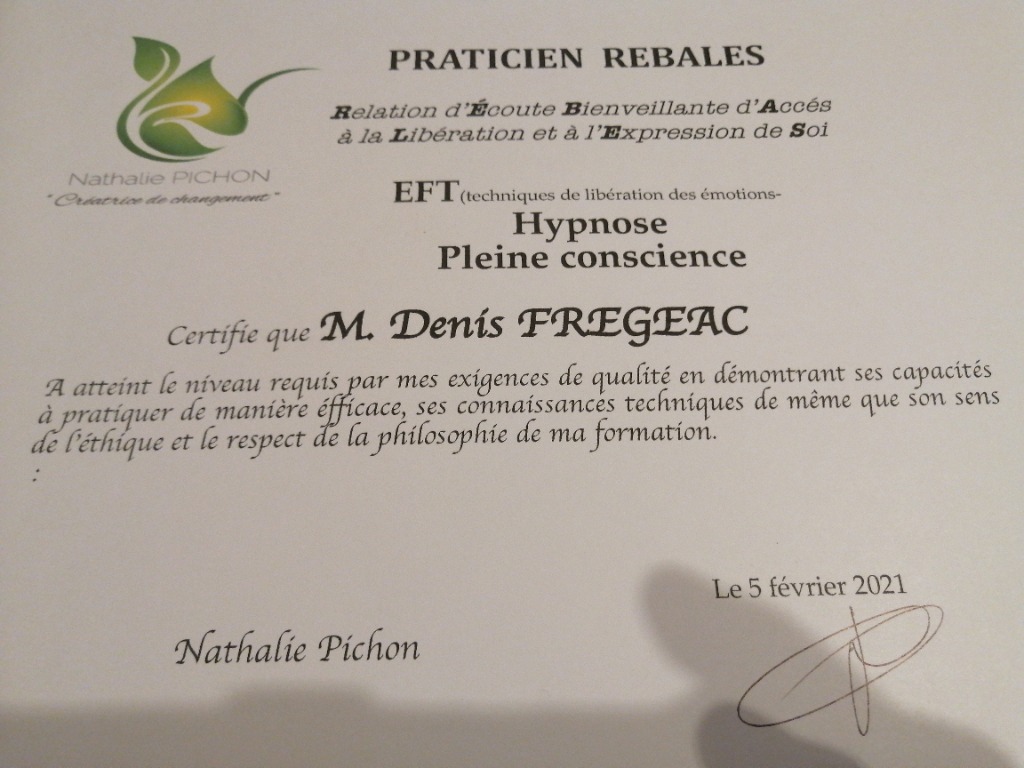 PRATICIEN REBALES
Relation d'Écoute Bienveillante d'Accés
à la Libération et à l'Expression de Soi
Nathalie PICHON
"Créatrice de changement"
EFT(techniques de libération des émotions-
Hypnose
Pleine conscience
Certifie que M. Denis FREGEAC
A atteint le niveau requis par mes exigences de qualité en démontrant ses capacités
à pratiquer de manière éfficace, ses connaissances techniques de même que son sens
de l'éthique et le respect de la philosophie de ma formation.
:
Le 5 février 2021
Nathalie Pichon